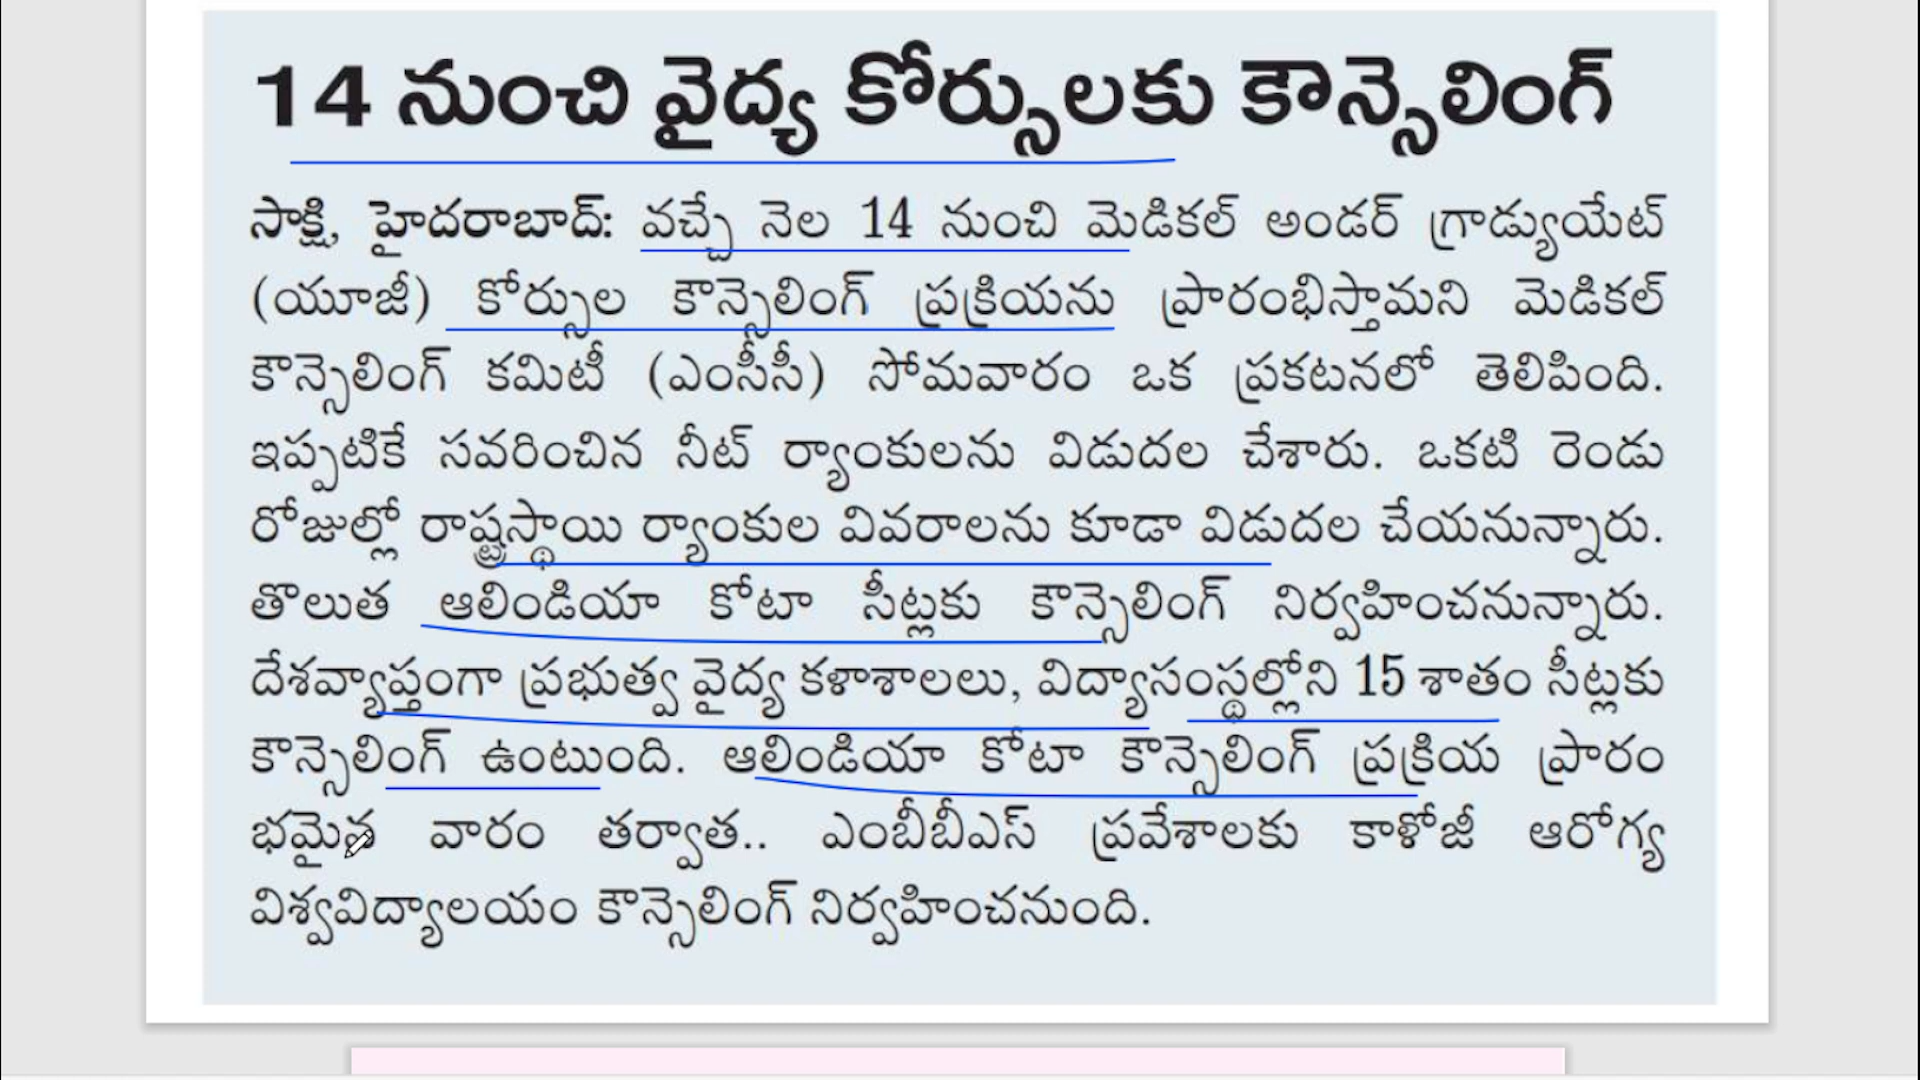 14 నుంచి వైద్య కోర్సులకు కౌన్సెలింగ్
సాక్షి, హైదరాబాద్: వచ్చే నెల 14 నుంచి మెడికల్ అండర్ గ్రాడ్యుయేట్
(యూజీ) కోర్సుల కౌన్సెలింగ్ ప్రక్రియను ప్రారంభిస్తామని మెడికల్
కౌన్సెలింగ్ కమిటీ (ఎంసీసీ) సోమవారం ఒక ప్రకటనలో తెలిపింది.
ఇప్పటికే సవరించిన నీట్ ర్యాంకులను విడుదల చేశారు. ఒకటి రెండు
రోజుల్లో రాష్ట్రస్థాయి ర్యాంకుల వివరాలను కూడా విడుదల చేయనున్నారు.
తొలుత ఆలిండియా కోటా సీట్లకు కౌన్సెలింగ్ నిర్వహించనున్నారు.
దేశవ్యాప్తంగా ప్రభుత్వ వైద్య కళాశాలలు, విద్యాసంస్థల్లోని 15 శాతం సీట్లకు
కౌన్సెలింగ్ ఉంటుంది. ఆలిండియా కోటా కౌన్సెలింగ్ ప్రక్రియ ప్రారం
భమైన వారం తర్వాత.. ఎంబీబీఎస్ ప్రవేశాలకు కాళోజీ ఆరోగ్య
విశ్వవిద్యాలయం కౌన్సెలింగ్ నిర్వహించనుంది.